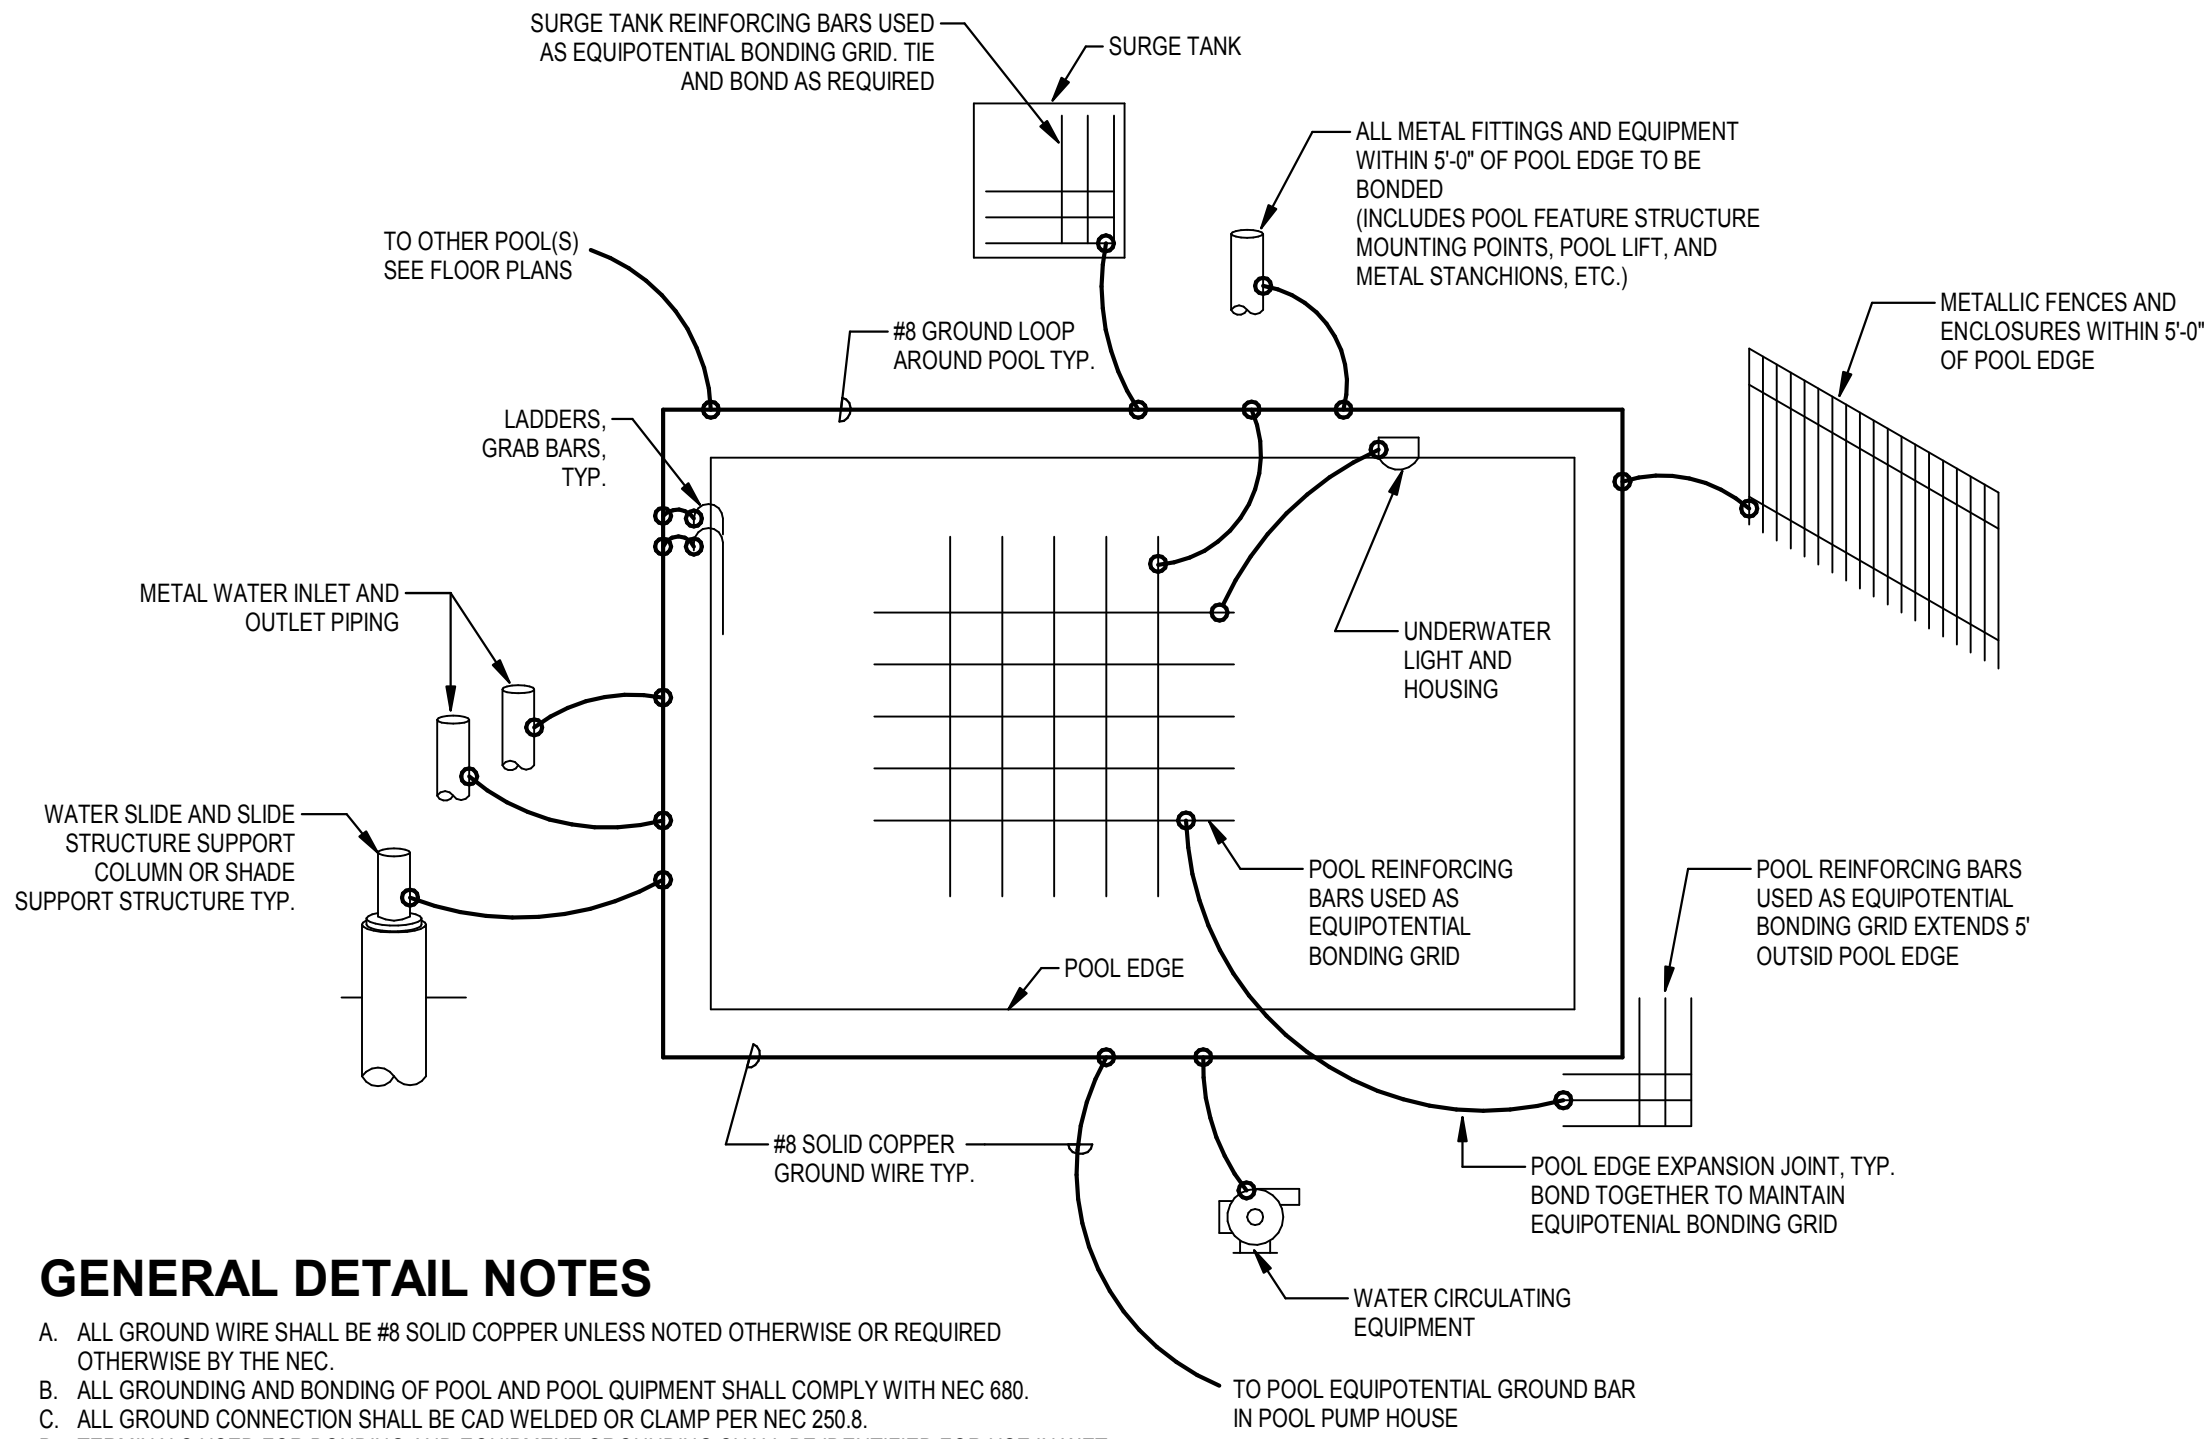 SURGE TANK REINFORCING BARS USED
AS EQUIPOTENTIAL BONDING GRID. TIE
AND BOND AS REQUIRED
SURGE TANK
ALL METAL FITTINGS AND EQUIPMENT
WITHIN 5'-0" OF POOL EDGE TO BE
BONDED
(INCLUDES POOL FEATURE STRUCTURE
MOUNTING POINTS, POOL LIFT, AND
METAL STANCHIONS, ETC.)
TO OTHER POOL(S)
SEE FLOOR PLANS
METALLIC FENCES AND
ENCLOSURES WITHIN 5'-0"
OF POOL EDGE
#8 GROUND LOOP
AROUND POOL TYP.
LADDERS,
GRAB BARS,
TYP.
METAL WATER INLET AND
OUTLET PIPING
UNDERWATER
LIGHT AND
HOUSING
WATER SLIDE AND SLIDE
STRUCTURE SUPPORT
COLUMN OR SHADE
SUPPORT STRUCTURE TYP.
POOL REINFORCING
BARS USED AS
EQUIPOTENTIAL
BONDING GRID
POOL REINFORCING BARS
USED AS EQUIPOTENTIAL
BONDING GRID EXTENDS 5'
OUTSID POOL EDGE
POOL EDGE
#8 SOLID COPPER
GROUND WIRE TYP.
POOL EDGE EXPANSION JOINT, TYP.
BOND TOGETHER TO MAINTAIN
EQUIPOTENIAL BONDING GRID
WATER CIRCULATING
EQUIPMENT
TO POOL EQUIPOTENTIAL GROUND BAR
IN POOL PUMP HOUSE
GENERAL DETAIL NOTES
A. ALL GROUND WIRE SHALL BE #8 SOLID COPPER UNLESS NOTED OTHERWISE OR REQUIRED
OTHERWISE BY THE NEC.
B. ALL GROUNDING AND BONDING OF POOL AND POOL QUIPMENT SHALL COMPLY WITH NEC 680.
C. ALL GROUND CONNECTION SHALL BE CAD WELDED OR CLAMP PER NEC 250.8.